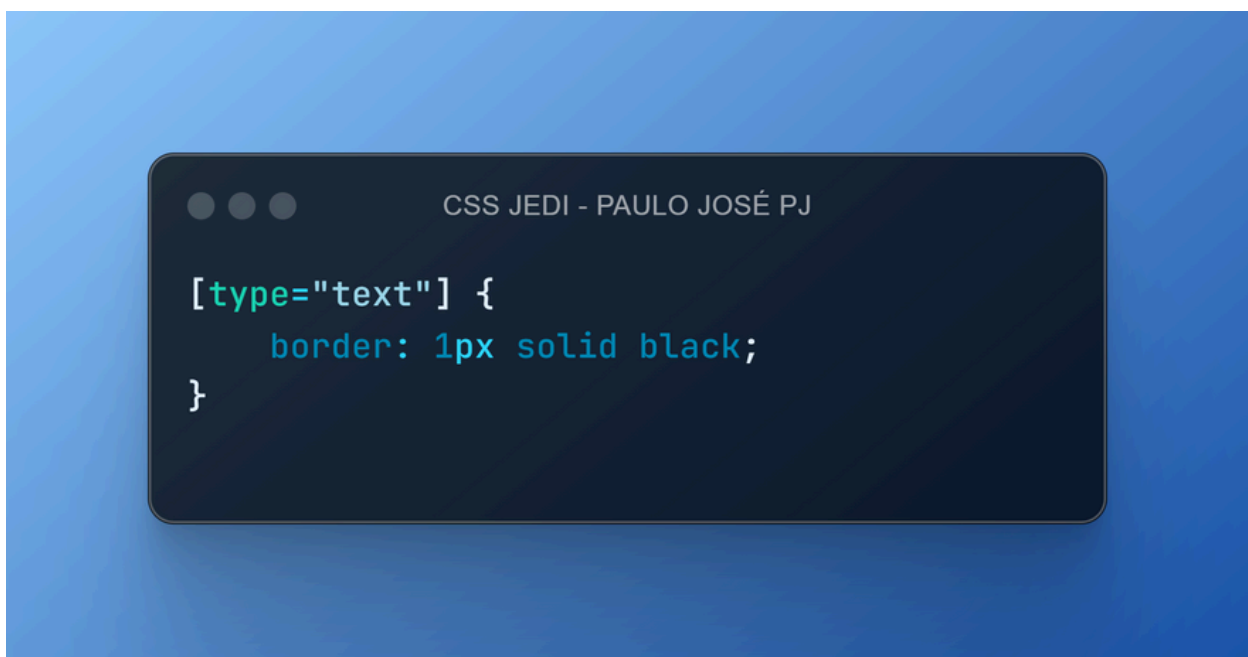 CSS JEDI - PAULO JOSÉ PJ
[type="text"] {
    border: 1px solid black;
}